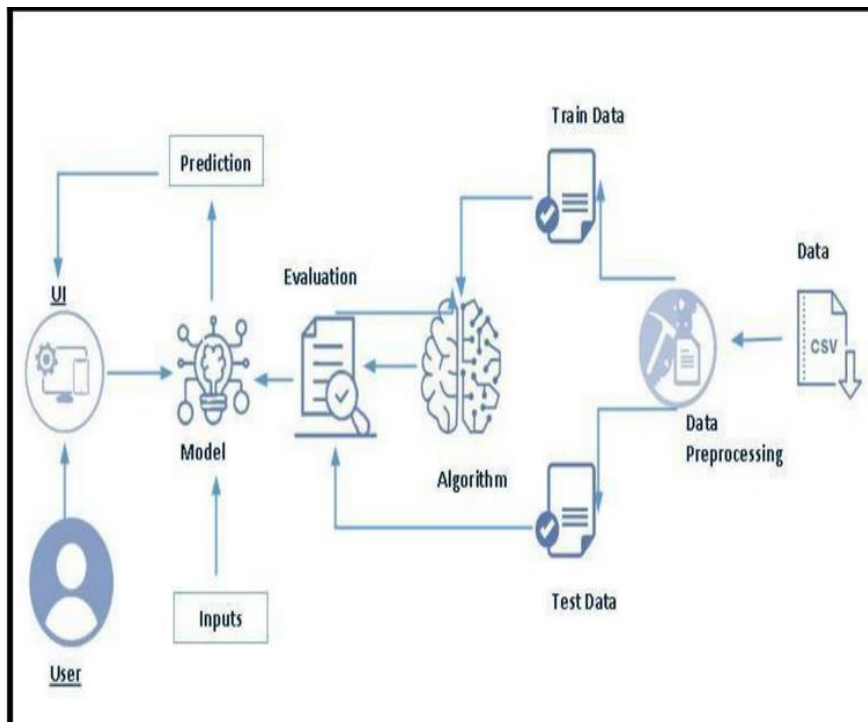 Train Data
Prediction
Data
Evaluation
UI
CSV
Model
Data
Preprocessing
Algorithm
Inputs
Test Data
User